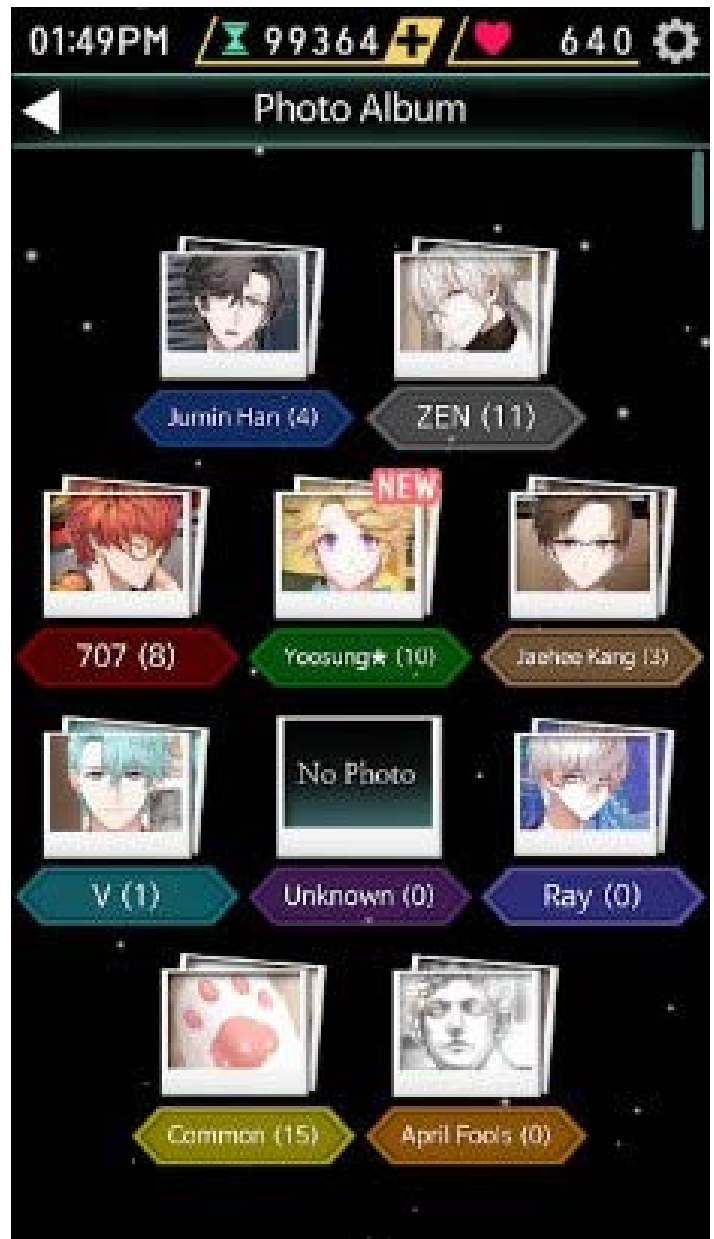 01:49PM 99364 640
Photo Album
Jumin Han (4) ZEN (11)
NEW
707 (8) Yoosung★ (10) Jaehee Kang (3)
No Photo
V (1) Unknown (0) Ray (0)
Common (15) April Fools (0)